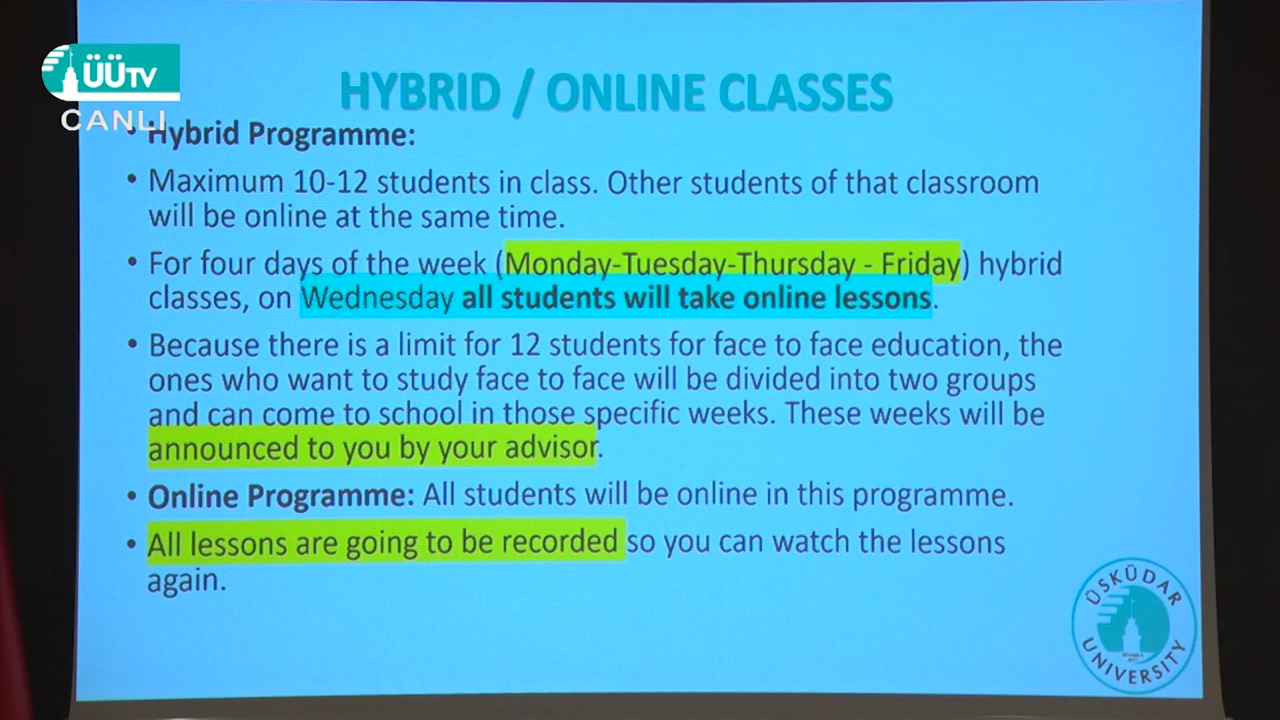 ÜÜTV
CANLI
HYBRID / ONLINE CLASSES
• Hybrid Programme:
• Maximum 10-12 students in class. Other students of that classroom
will be online at the same time.
• For four days of the week (Monday-Tuesday-Thursday - Friday) hybrid
classes, on Wednesday all students will take online lessons.
• Because there is a limit for 12 students for face to face education, the
ones who want to study face to face will be divided into two groups
and can come to school in those specific weeks. These weeks will be
announced to you by your advisor.
• Online Programme: All students will be online in this programme.
• All lessons are going to be recorded so you can watch the lessons
again.
ÜSKÜDAR
UNIVERSITY